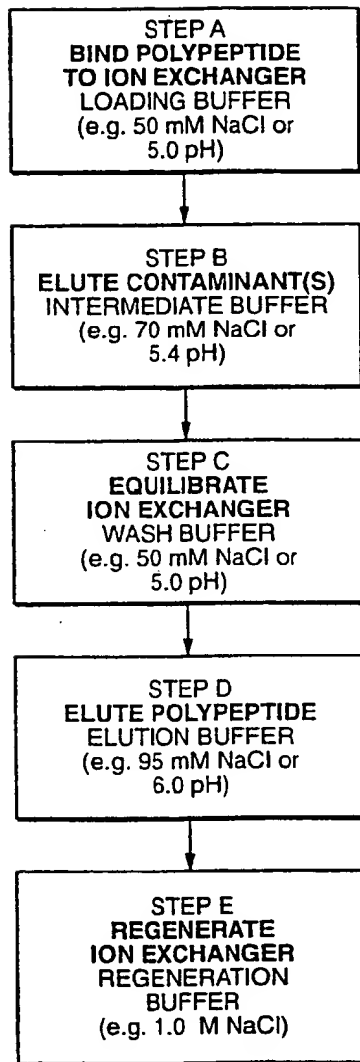 STEP A
BIND POLYPEPTIDE
TO ION EXCHANGER
LOADING BUFFER
(e.g. 50 mM NaCl or
5.0 pH)
STEP B
ELUTE CONTAMINANT(S)
INTERMEDIATE BUFFER
(e.g. 70 mM NaCl or
5.4 pH)
STEP C
EQUILIBRATE
ION EXCHANGER
WASH BUFFER
(e.g. 50 mM NaCl or
5.0 pH)
STEP D
ELUTE POLYPEPTIDE
ELUTION BUFFER
(e.g. 95 mM NaCl or
6.0 pH)
STEP E
REGENERATE
ION EXCHANGER
REGENERATION
BUFFER
(e.g. 1.0 M NaCl)